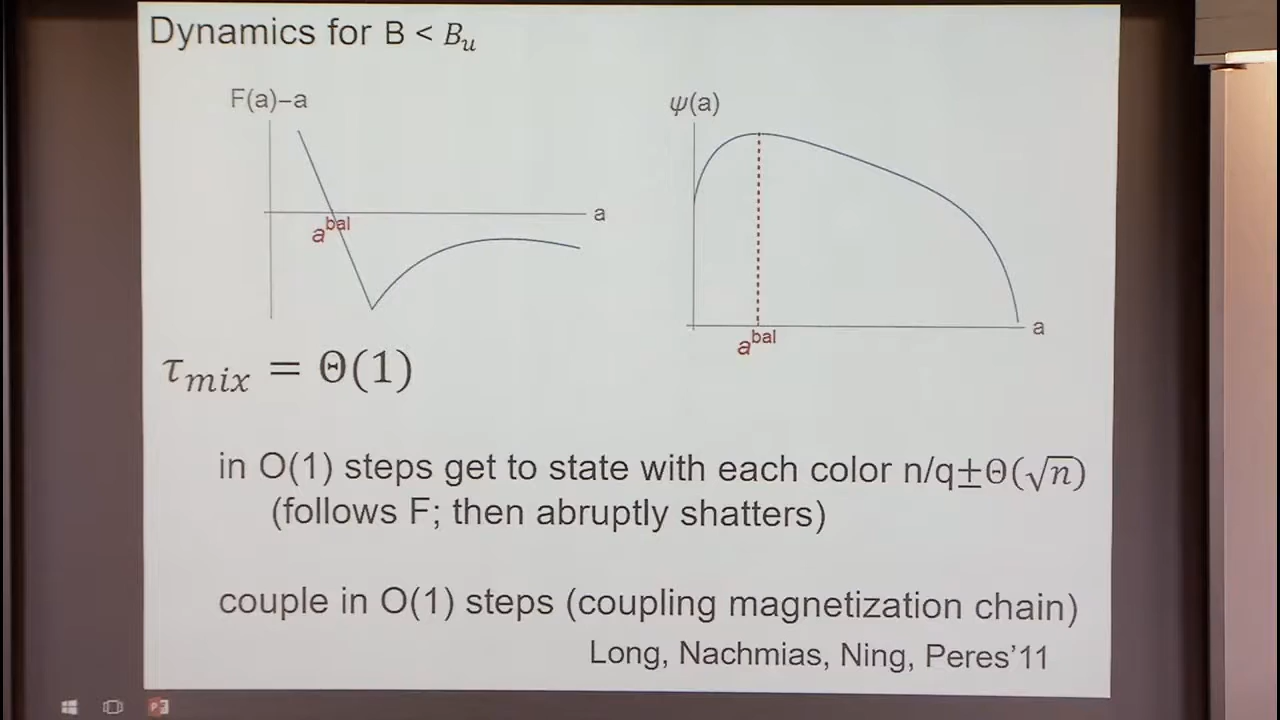 Dynamics for B < Bᵤ
F(a)–a
a
a^bal
ψ(a)
a
a^bal
τ_mix = Θ(1)
in O(1) steps get to state with each color n/q±Θ(√n)
(follows F; then abruptly shatters)
couple in O(1) steps (coupling magnetization chain)
Long, Nachmias, Ning, Peres’11